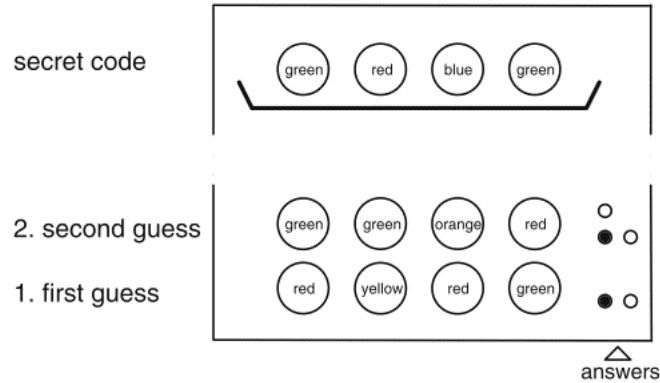 secret code
green red blue green
2. second guess
green green orange red
1. first guess
red yellow red green
answers